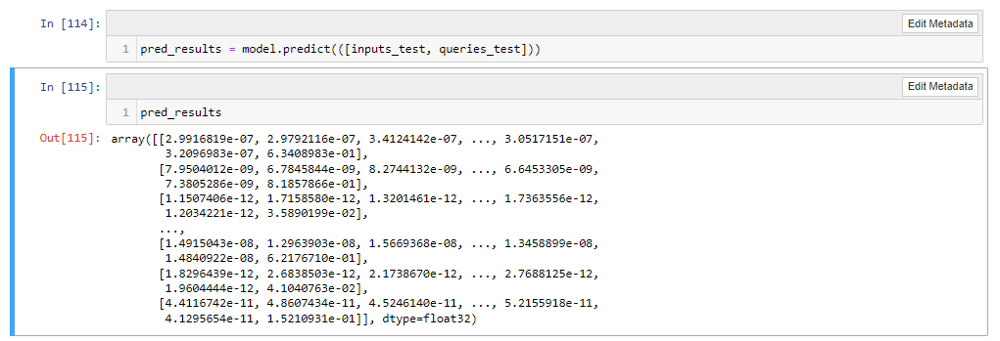 In [114]:
Edit Metadata
1 pred_results = model.predict(([inputs_test, queries_test]))
In [115]:
Edit Metadata
1 pred_results
Out[115]: array([[2.9916819e-07, 2.9792116e-07, 3.4124142e-07, ..., 3.0517151e-07,
3.2096983e-07, 6.3408983e-01],
[7.9504012e-09, 6.7845844e-09, 8.2744132e-09, ..., 6.6453305e-09,
7.3805286e-09, 8.1857866e-01],
[1.1507406e-12, 1.7158580e-12, 1.3201461e-12, ..., 1.7363556e-12,
1.2034221e-12, 3.5890199e-02],
...,
[1.4915043e-08, 1.2963903e-08, 1.5669368e-08, ..., 1.3458899e-08,
1.4840922e-08, 6.2176710e-01],
[1.8296439e-12, 2.6838503e-12, 2.1738670e-12, ..., 2.7688125e-12,
1.9604444e-12, 4.1040763e-02],
[4.4116742e-11, 4.8607434e-11, 4.5246140e-11, ..., 5.2155918e-11,
4.1295654e-11, 1.5210931e-01]], dtype=float32)